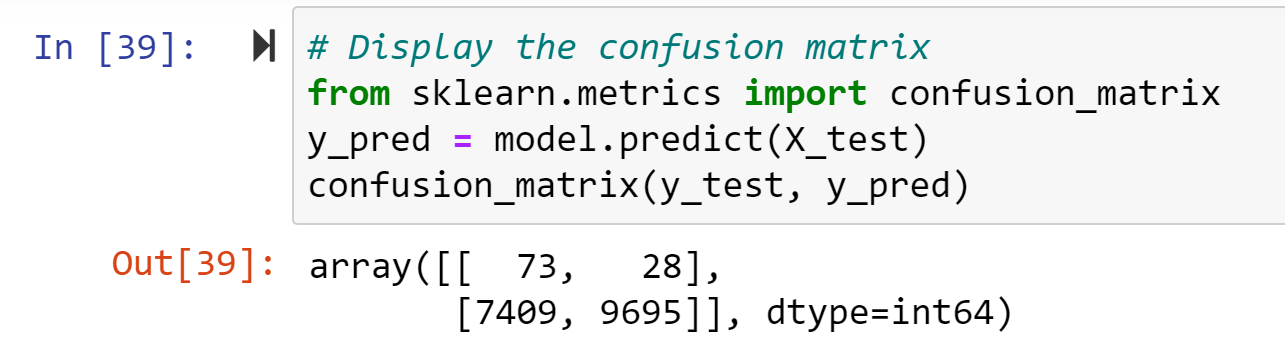 In [39]: # Display the confusion matrix
from sklearn.metrics import confusion_matrix
y_pred = model.predict(X_test)
confusion_matrix(y_test, y_pred)
Out[39]: array([[  73,   28],
       [7409, 9695]], dtype=int64)